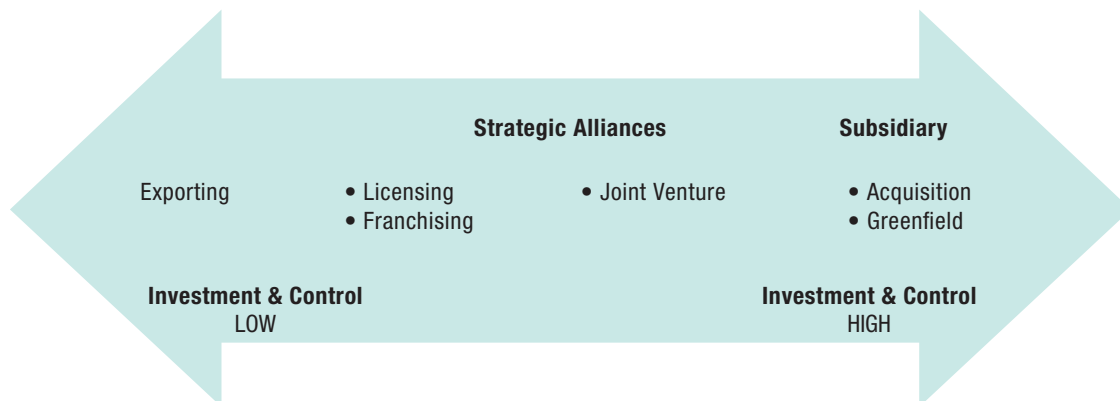 Strategic Alliances
Subsidiary
Exporting
• Licensing
• Franchising
• Joint Venture
• Acquisition
• Greenfield
Investment & Control
LOW
Investment & Control
HIGH